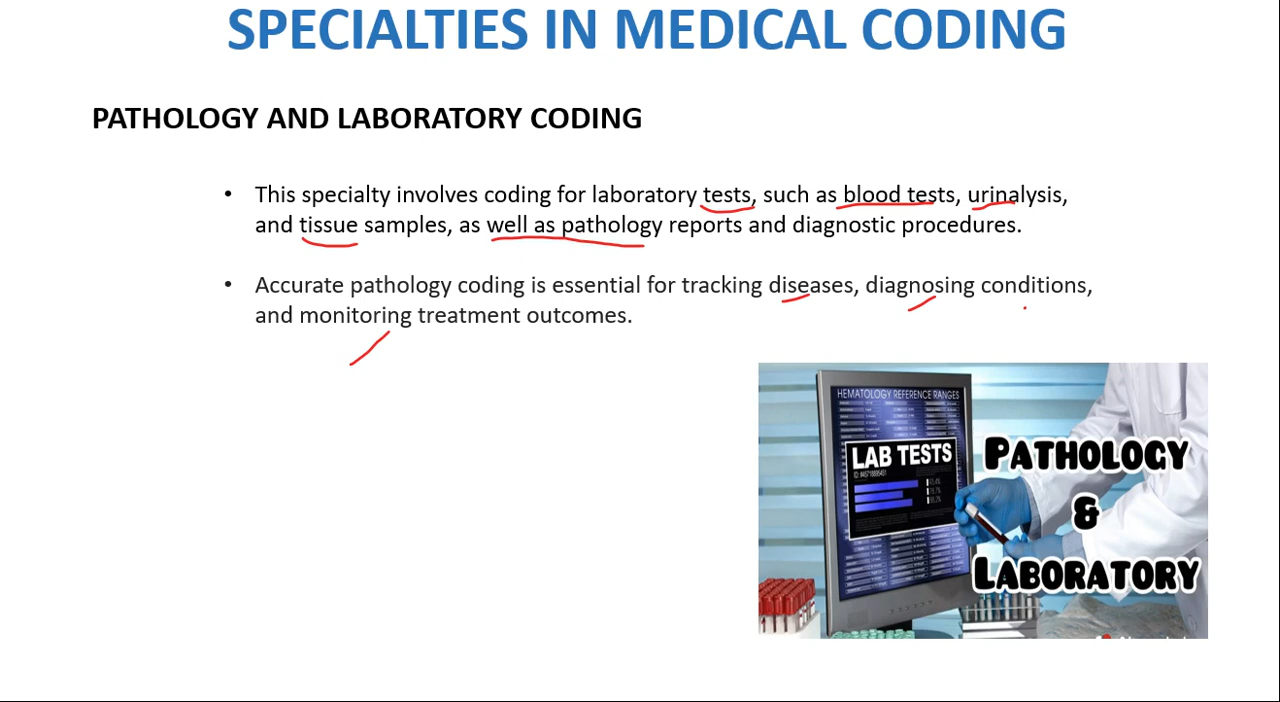 SPECIALTIES IN MEDICAL CODING
PATHOLOGY AND LABORATORY CODING
• This specialty involves coding for laboratory tests, such as blood tests, urinalysis,
and tissue samples, as well as pathology reports and diagnostic procedures.
• Accurate pathology coding is essential for tracking diseases, diagnosing conditions,
and monitoring treatment outcomes.
HEMATOLOGY REFERENCE RANGES
LAB TESTS
PATHOLOGY
&
LABORATORY